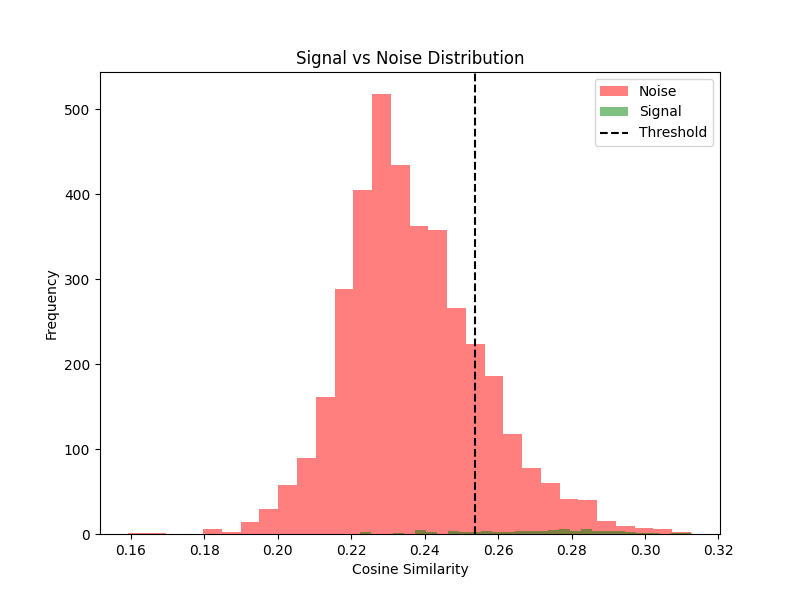 Signal vs Noise Distribution
Noise
Signal
Threshold
Frequency
500
400
300
200
100
0
0.16 0.18 0.20 0.22 0.24 0.26 0.28 0.30 0.32
Cosine Similarity